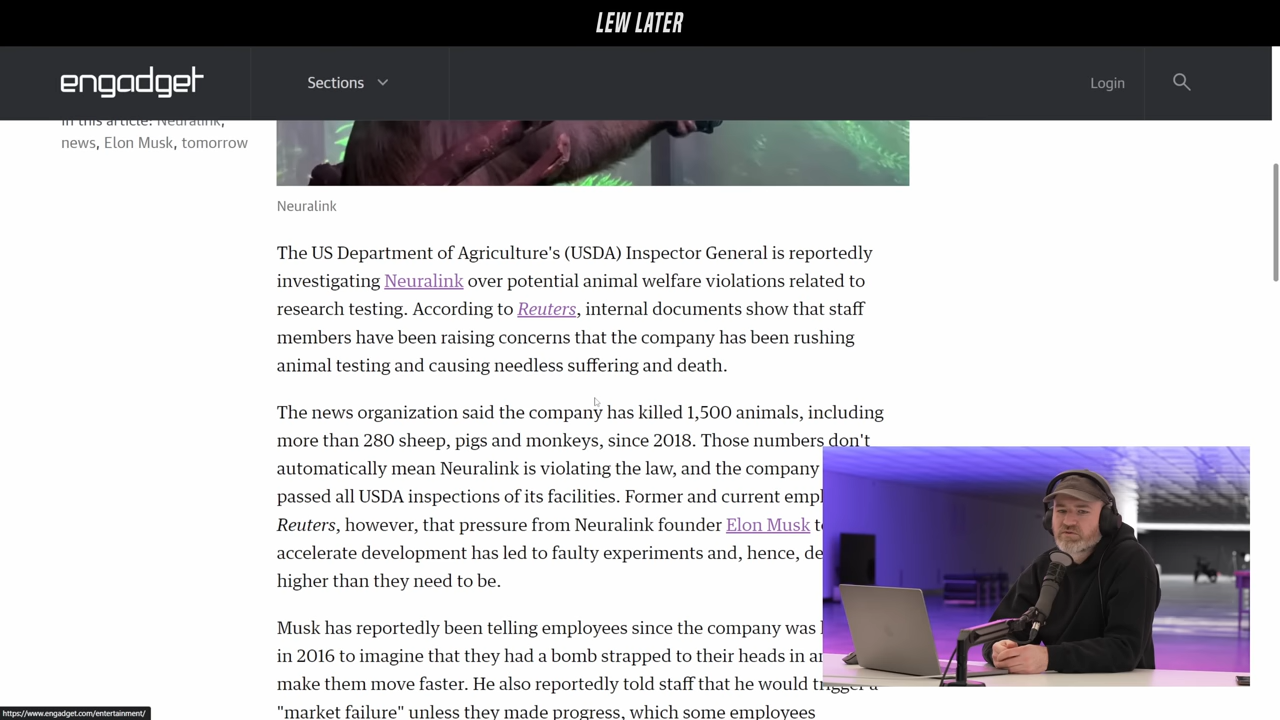 LEW LATER
engadget
Sections
Login
In this article: Neuralink,
news, Elon Musk, tomorrow
Neuralink
The US Department of Agriculture's (USDA) Inspector General is reportedly
investigating Neuralink over potential animal welfare violations related to
research testing. According to Reuters, internal documents show that staff
members have been raising concerns that the company has been rushing
animal testing and causing needless suffering and death.
The news organization said the company has killed 1,500 animals, including
more than 280 sheep, pigs and monkeys, since 2018. Those numbers don't
automatically mean Neuralink is violating the law, and the company
passed all USDA inspections of its facilities. Former and current empl
Reuters, however, that pressure from Neuralink founder Elon Musk t
accelerate development has led to faulty experiments and, hence, de
higher than they need to be.
Musk has reportedly been telling employees since the company was
in 2016 to imagine that they had a bomb strapped to their heads in
make them move faster. He also reportedly told staff that he would trigger a
"market failure" unless they made progress, which some employees
https://www.engadget.com/entertainment/